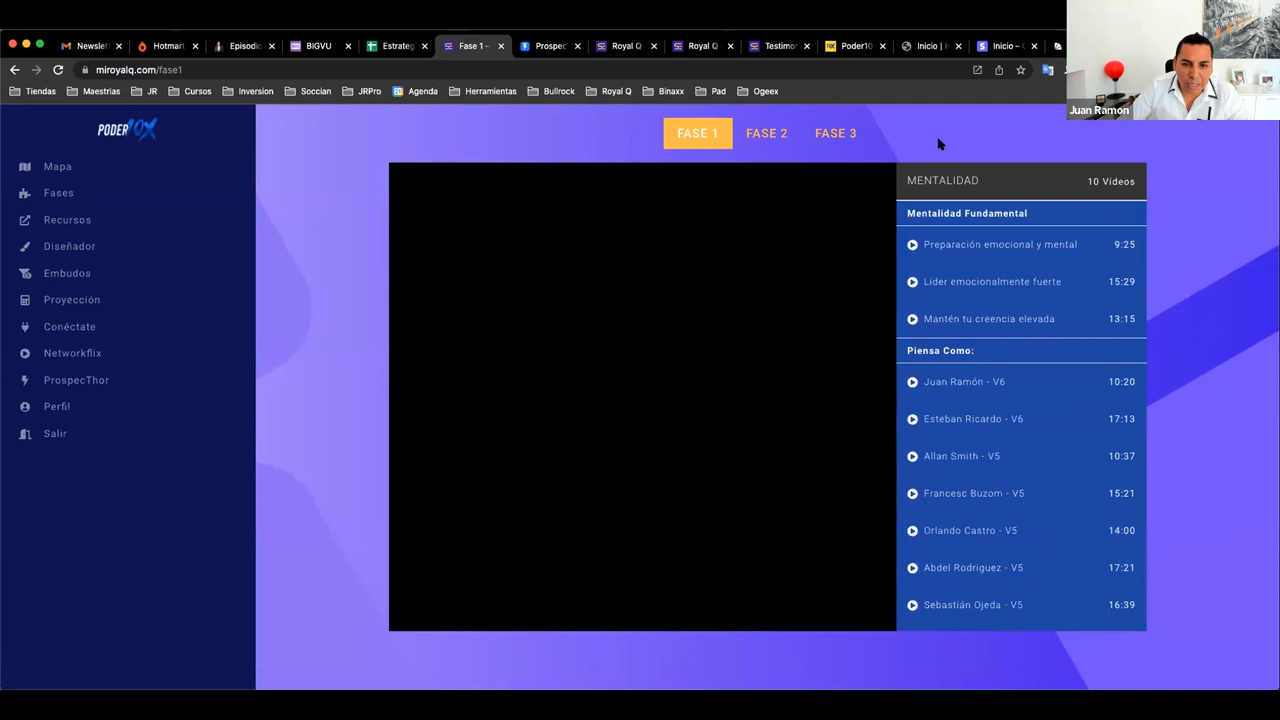 Newslet
Hotmart
Episodio
BIGVU
Estrateg
Fase 1 –
Prospec
Royal Q
Royal Q
Testimon
Poder10
Inicio | I
Inicio – C
miroyalq.com/fase1
Tiendas
Maestrias
JR
Cursos
Inversion
Soccian
JRPro
Agenda
Herramientas
Bullrock
Royal Q
Binaxx
Pad
Ogeex
Juan Ramon
PODER10X
Mapa
Fases
Recursos
Diseñador
Embudos
Proyección
Conéctate
Networkflix
ProspecThor
Perfil
Salir
FASE 1
FASE 2
FASE 3
MENTALIDAD 10 Vídeos
Mentalidad Fundamental
Preparación emocional y mental 9:25
Líder emocionalmente fuerte 15:29
Mantén tu creencia elevada 13:15
Piensa Como:
Juan Ramón - V6 10:20
Esteban Ricardo - V6 17:13
Allan Smith - V5 10:37
Francesc Buzom - V5 15:21
Orlando Castro - V5 14:00
Abdel Rodriguez - V5 17:21
Sebastián Ojeda - V5 16:39